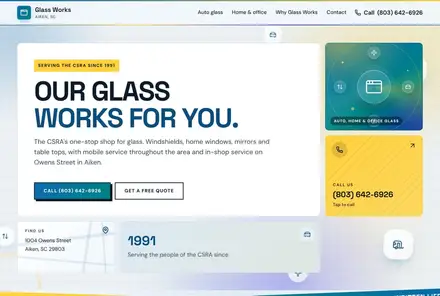 Glass Works
AIKEN, SC
Auto glass
Home & office
Why Glass Works
Contact
Call (803) 642-6926
SERVING THE CSRA SINCE 1991
OUR GLASS
WORKS FOR YOU.
The CSRA's one-stop shop for glass. Windshields, home windows, mirrors and
table tops, with mobile service throughout the area and in-shop service on
Owens Street in Aiken.
CALL (803) 642-6926
GET A FREE QUOTE
AUTO, HOME & OFFICE GLASS
CALL US
(803) 642-6926
Tap to call
FIND US
1004 Owens Street
Aiken, SC 29803
1991
Serving the people of the CSRA since